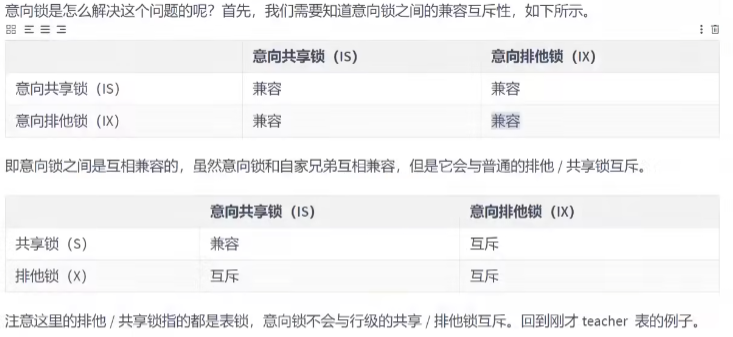 意向锁是怎么解决这个问题的呢？首先，我们需要知道意向锁之间的兼容互斥性，如下所示。
意向共享锁（IS） 意向排他锁（IX）
意向共享锁（IS） 兼容 兼容
意向排他锁（IX） 兼容 兼容
即意向锁之间是互相兼容的，虽然意向锁和自家兄弟互相兼容，但是它会与普通的排他 / 共享锁互斥。
意向共享锁（IS） 意向排他锁（IX）
共享锁（S） 兼容 互斥
排他锁（X） 互斥 互斥
注意这里的排他 / 共享锁指的都是表锁，意向锁不会与行级的共享 / 排他锁互斥。回到刚才 teacher 表的例子。